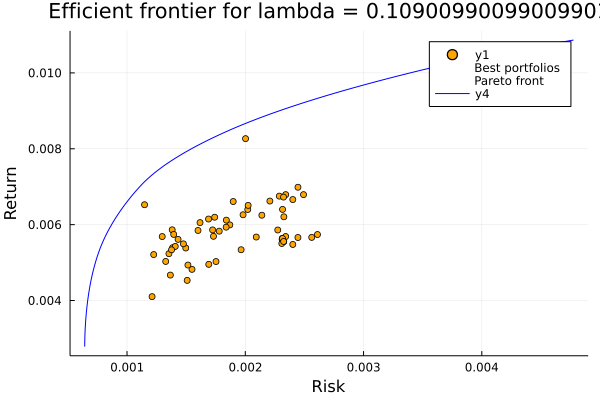 Efficient frontier for lambda = 0.1090099009900990
y1
Best portfolios
Pareto front
y4
0.010
0.008
0.006
0.004
Return
0.001
0.002
0.003
0.004
Risk